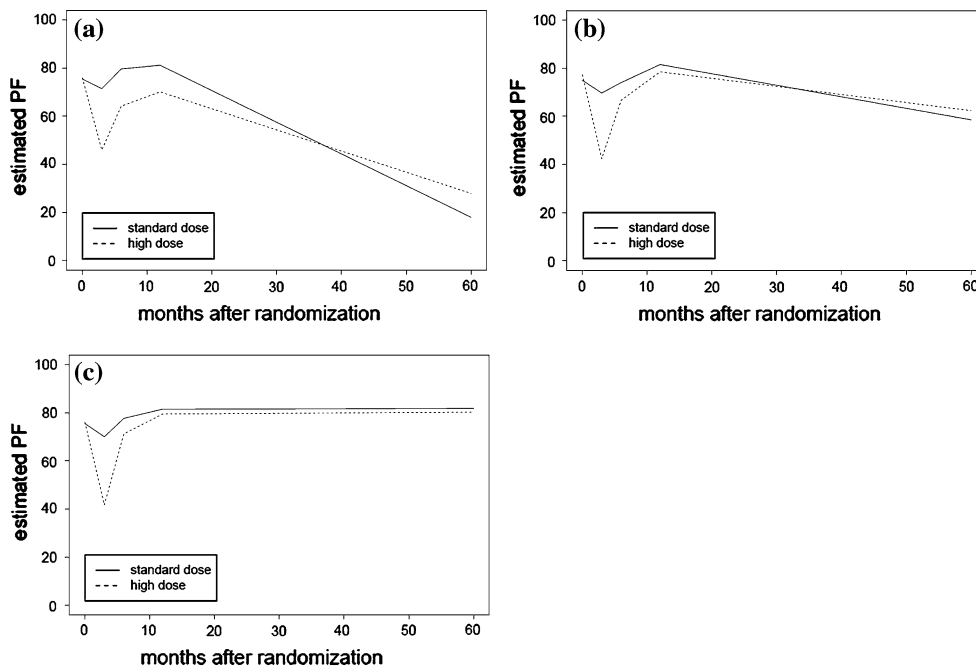 (a)
100
80
60
40
20
0
estimated PF
standard dose
high dose
0 10 20 30 40 50 60
months after randomization
(b)
100
80
60
40
20
0
estimated PF
standard dose
high dose
0 10 20 30 40 50 60
months after randomization
(c)
100
80
60
40
20
0
estimated PF
standard dose
high dose
0 10 20 30 40 50 60
months after randomization